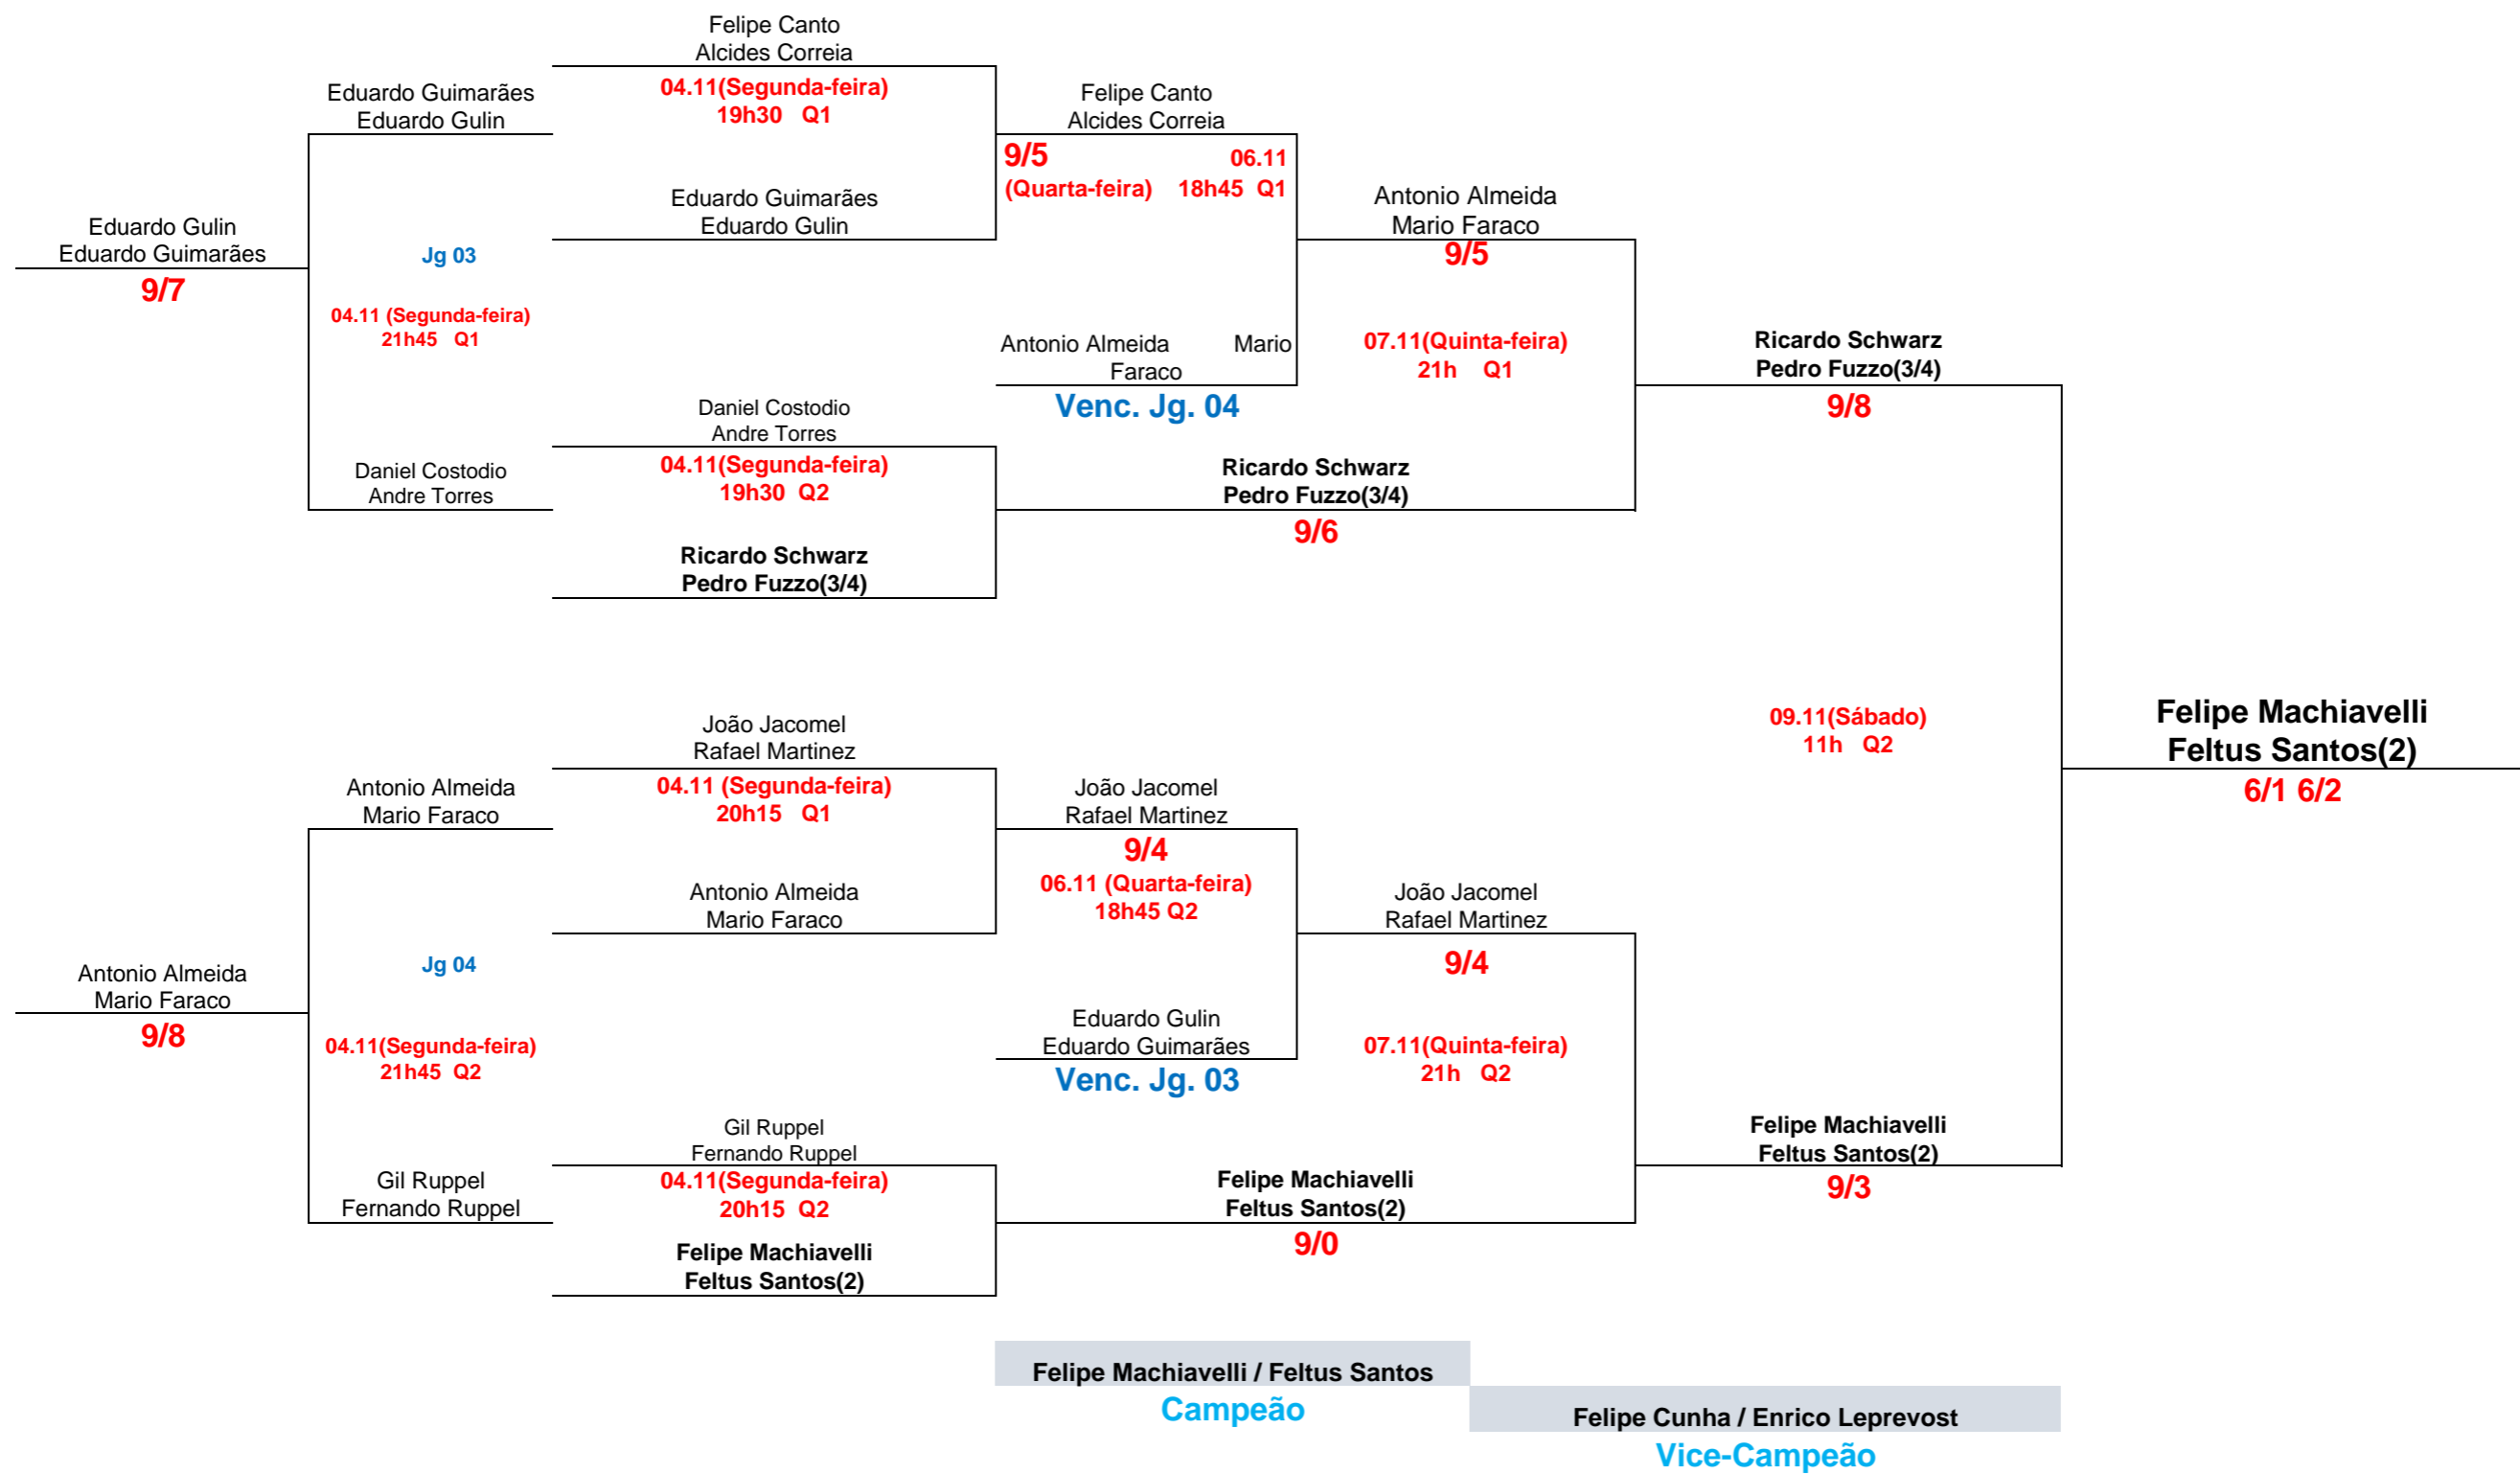 Felipe Canto
Alcides Correia
04.11(Segunda-feira)
19h30 Q1
Eduardo Guimarães
Eduardo Gulin
Felipe Canto
Alcides Correia
9/5 06.11
(Quarta-feira) 18h45 Q1
Eduardo Guimarães
Eduardo Gulin
Antonio Almeida
Mario Faraco
9/5
Eduardo Gulin
Eduardo Guimarães
9/7
Jg 03
04.11 (Segunda-feira)
21h45 Q1
Antonio Almeida Mario
Faraco
Venc. Jg. 04
07.11(Quinta-feira)
21h Q1
Ricardo Schwarz
Pedro Fuzzo(3/4)
9/8
Daniel Costodio
Andre Torres
04.11(Segunda-feira)
19h30 Q2
Daniel Costodio
Andre Torres
Ricardo Schwarz
Pedro Fuzzo(3/4)
9/6
Ricardo Schwarz
Pedro Fuzzo(3/4)
João Jacomel
Rafael Martinez
09.11(Sábado)
11h Q2
Felipe Machiavelli
Feltus Santos(2)
6/1 6/2
Antonio Almeida
Mario Faraco
04.11 (Segunda-feira)
20h15 Q1
João Jacomel
Rafael Martinez
9/4
06.11 (Quarta-feira)
18h45 Q2
Antonio Almeida
Mario Faraco
João Jacomel
Rafael Martinez
9/4
Antonio Almeida
Mario Faraco
9/8
Jg 04
04.11(Segunda-feira)
21h45 Q2
Eduardo Gulin
Eduardo Guimarães
Venc. Jg. 03
07.11(Quinta-feira)
21h Q2
Gil Ruppel
Fernando Ruppel
04.11(Segunda-feira)
20h15 Q2
Felipe Machiavelli
Feltus Santos(2)
9/3
Gil Ruppel
Fernando Ruppel
Felipe Machiavelli
Feltus Santos(2)
9/0
Felipe Machiavelli
Feltus Santos(2)
Felipe Machiavelli / Feltus Santos
Campeão
Felipe Cunha / Enrico Leprevost
Vice-Campeão